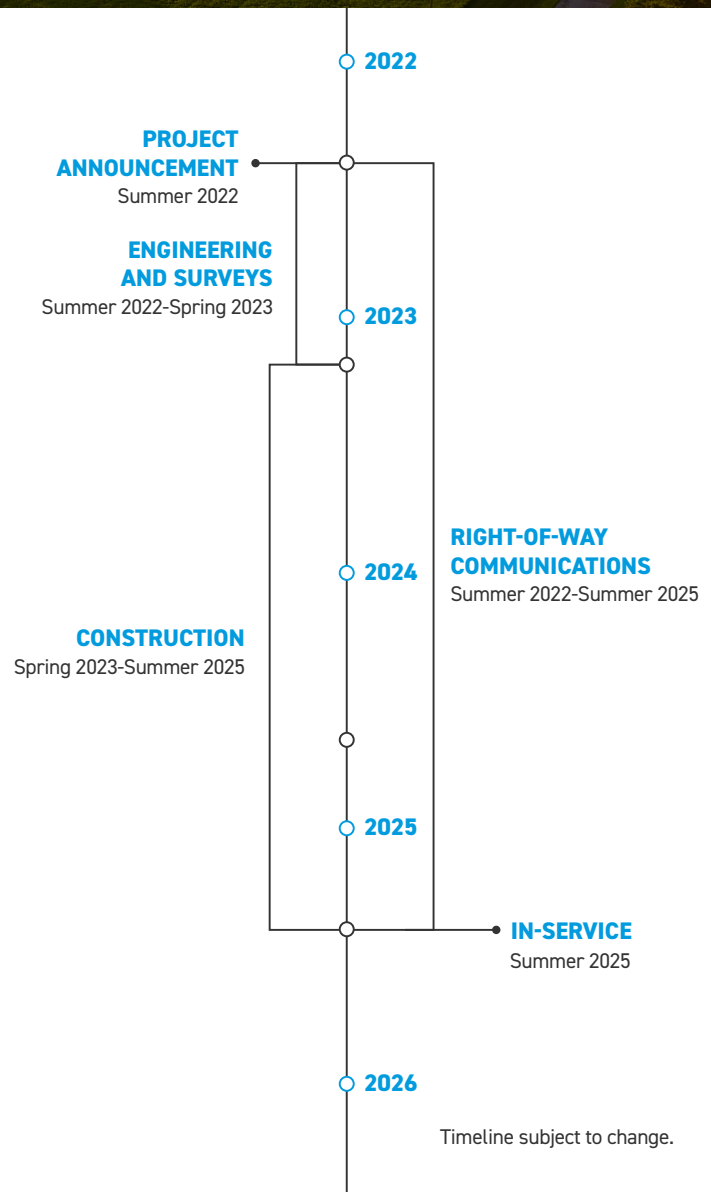 2022
PROJECT
ANNOUNCEMENT
Summer 2022
ENGINEERING
AND SURVEYS
Summer 2022-Spring 2023
2023
RIGHT-OF-WAY
COMMUNICATIONS
Summer 2022-Summer 2025
2024
CONSTRUCTION
Spring 2023-Summer 2025
2025
IN-SERVICE
Summer 2025
2026
Timeline subject to change.